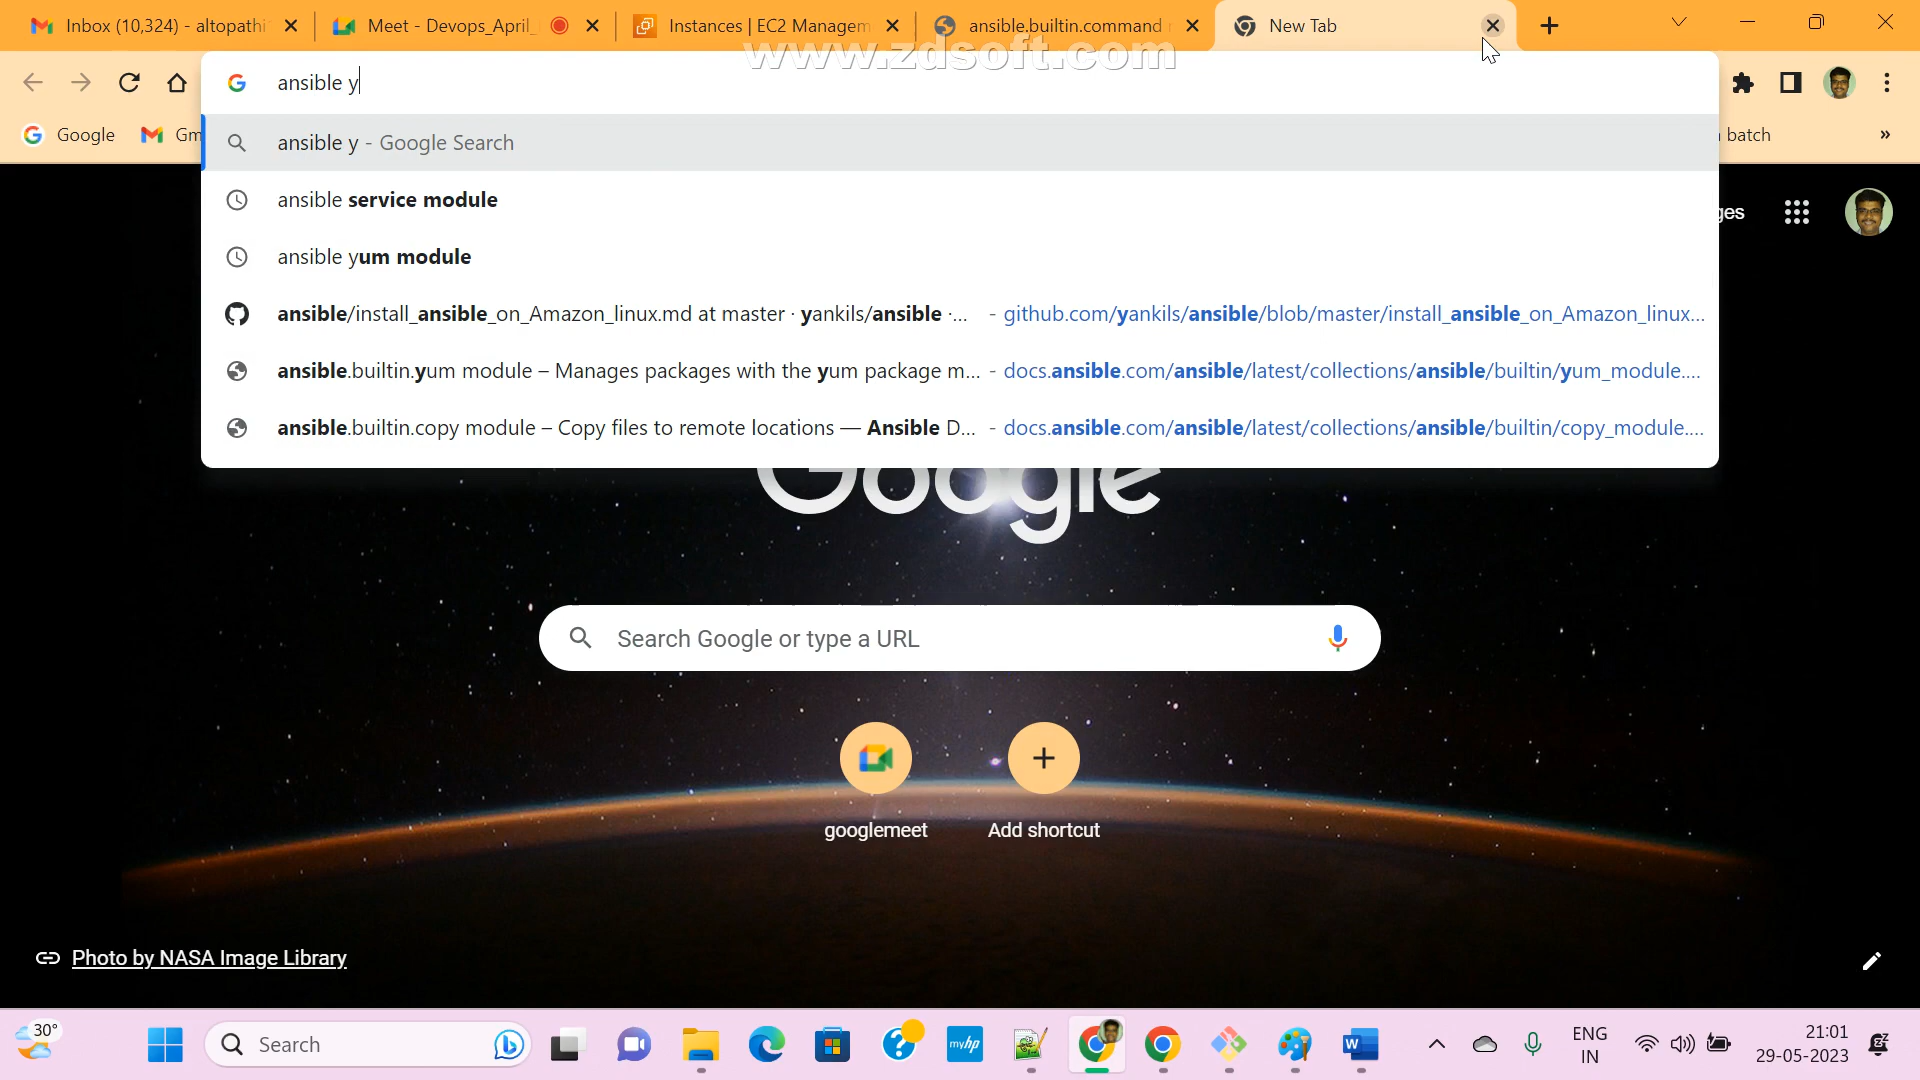 Inbox (10,324) - altopathi
Meet - Devops_April_
Instances | EC2 Managem
ansible.builtin.command
New Tab
www.zdsoft.com
ansible y
Google
Gm
batch
ansible y - Google Search
ansible service module
ansible yum module
ansible/install_ansible_on_Amazon_linux.md at master · yankils/ansible ·... - github.com/yankils/ansible/blob/master/install_ansible_on_Amazon_linux...
ansible.builtin.yum module – Manages packages with the yum package m... - docs.ansible.com/ansible/latest/collections/ansible/builtin/yum_module....
ansible.builtin.copy module – Copy files to remote locations — Ansible D... - docs.ansible.com/ansible/latest/collections/ansible/builtin/copy_module....
Google
Search Google or type a URL
googlemeet
Add shortcut
Photo by NASA Image Library
30°
Search
myhp
ENG
IN
21:01
29-05-2023